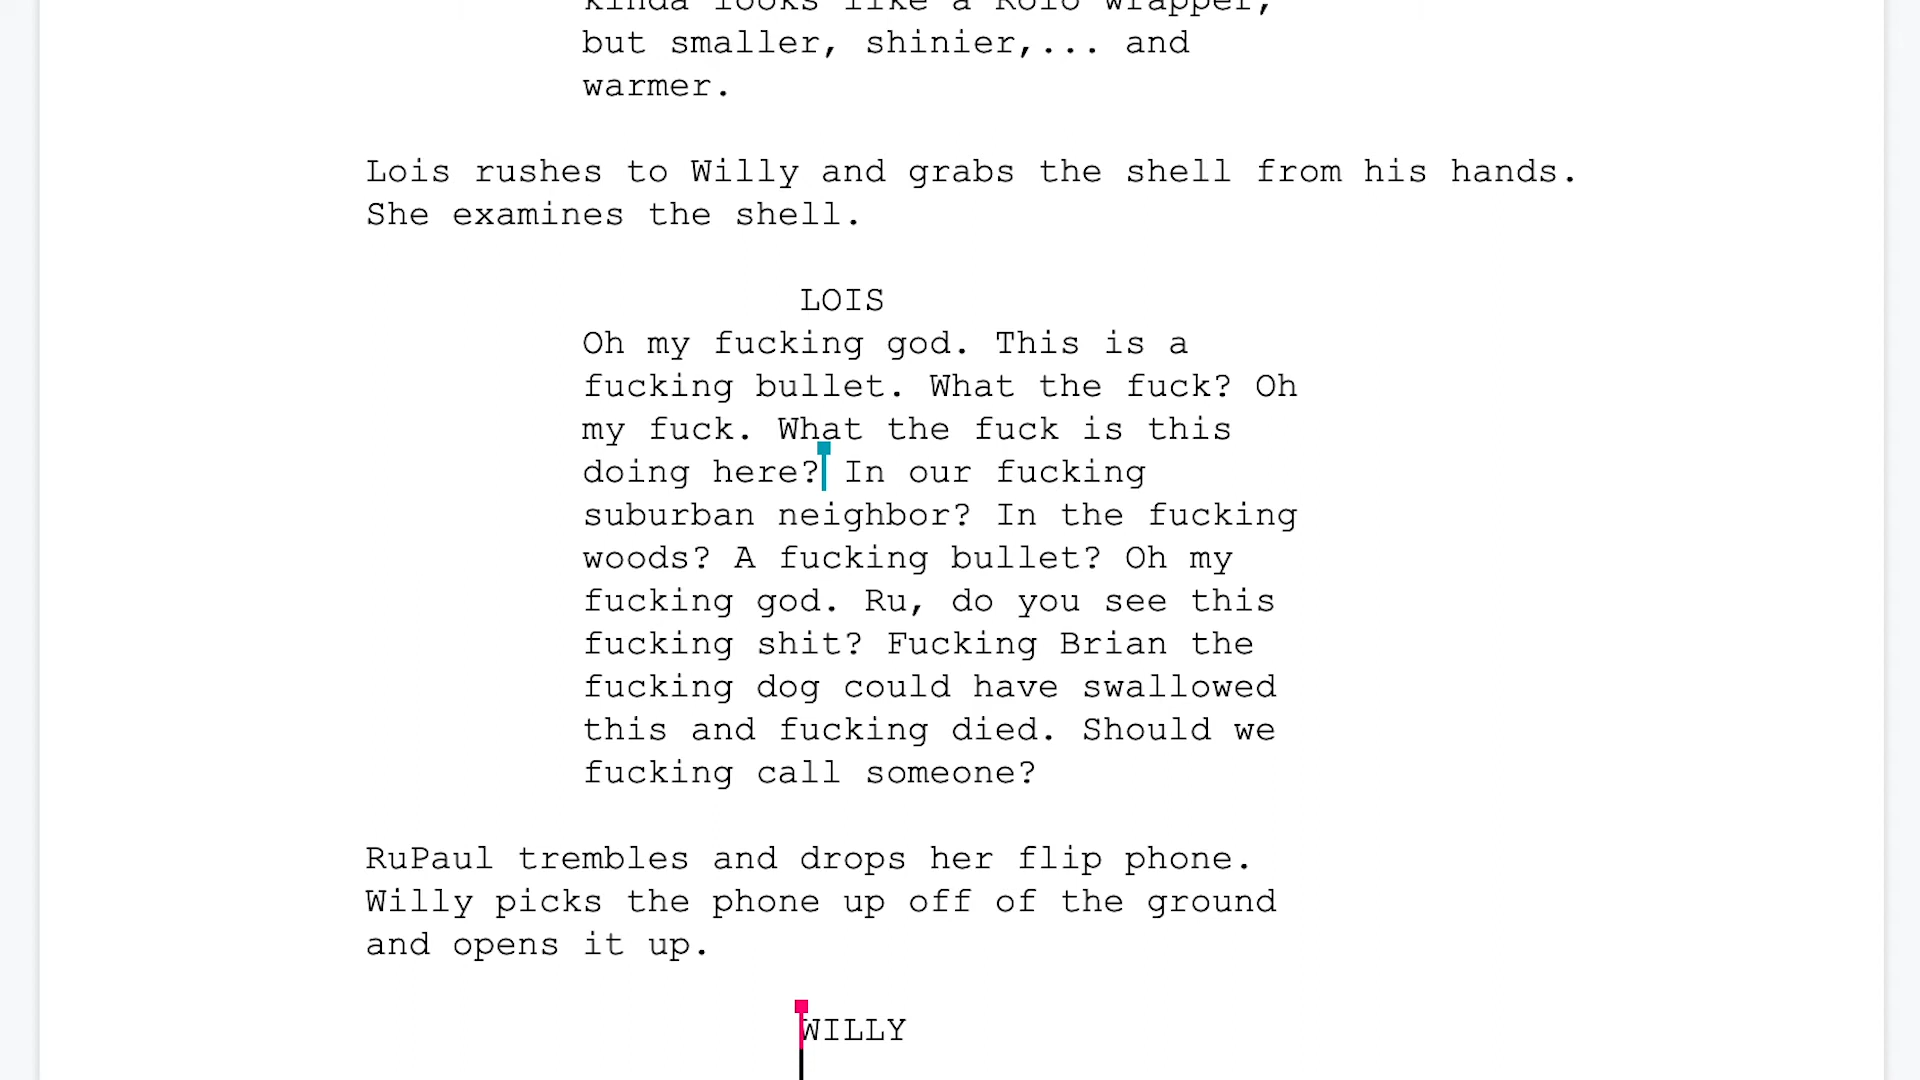 kinda looks like a Rolo wrapper,
but smaller, shinier,... and
warmer.
Lois rushes to Willy and grabs the shell from his hands.
She examines the shell.
LOIS
Oh my fucking god. This is a
fucking bullet. What the fuck? Oh
my fuck. What the fuck is this
doing here? In our fucking
suburban neighbor? In the fucking
woods? A fucking bullet? Oh my
fucking god. Ru, do you see this
fucking shit? Fucking Brian the
fucking dog could have swallowed
this and fucking died. Should we
fucking call someone?
RuPaul trembles and drops her flip phone.
Willy picks the phone up off of the ground
and opens it up.
WILLY